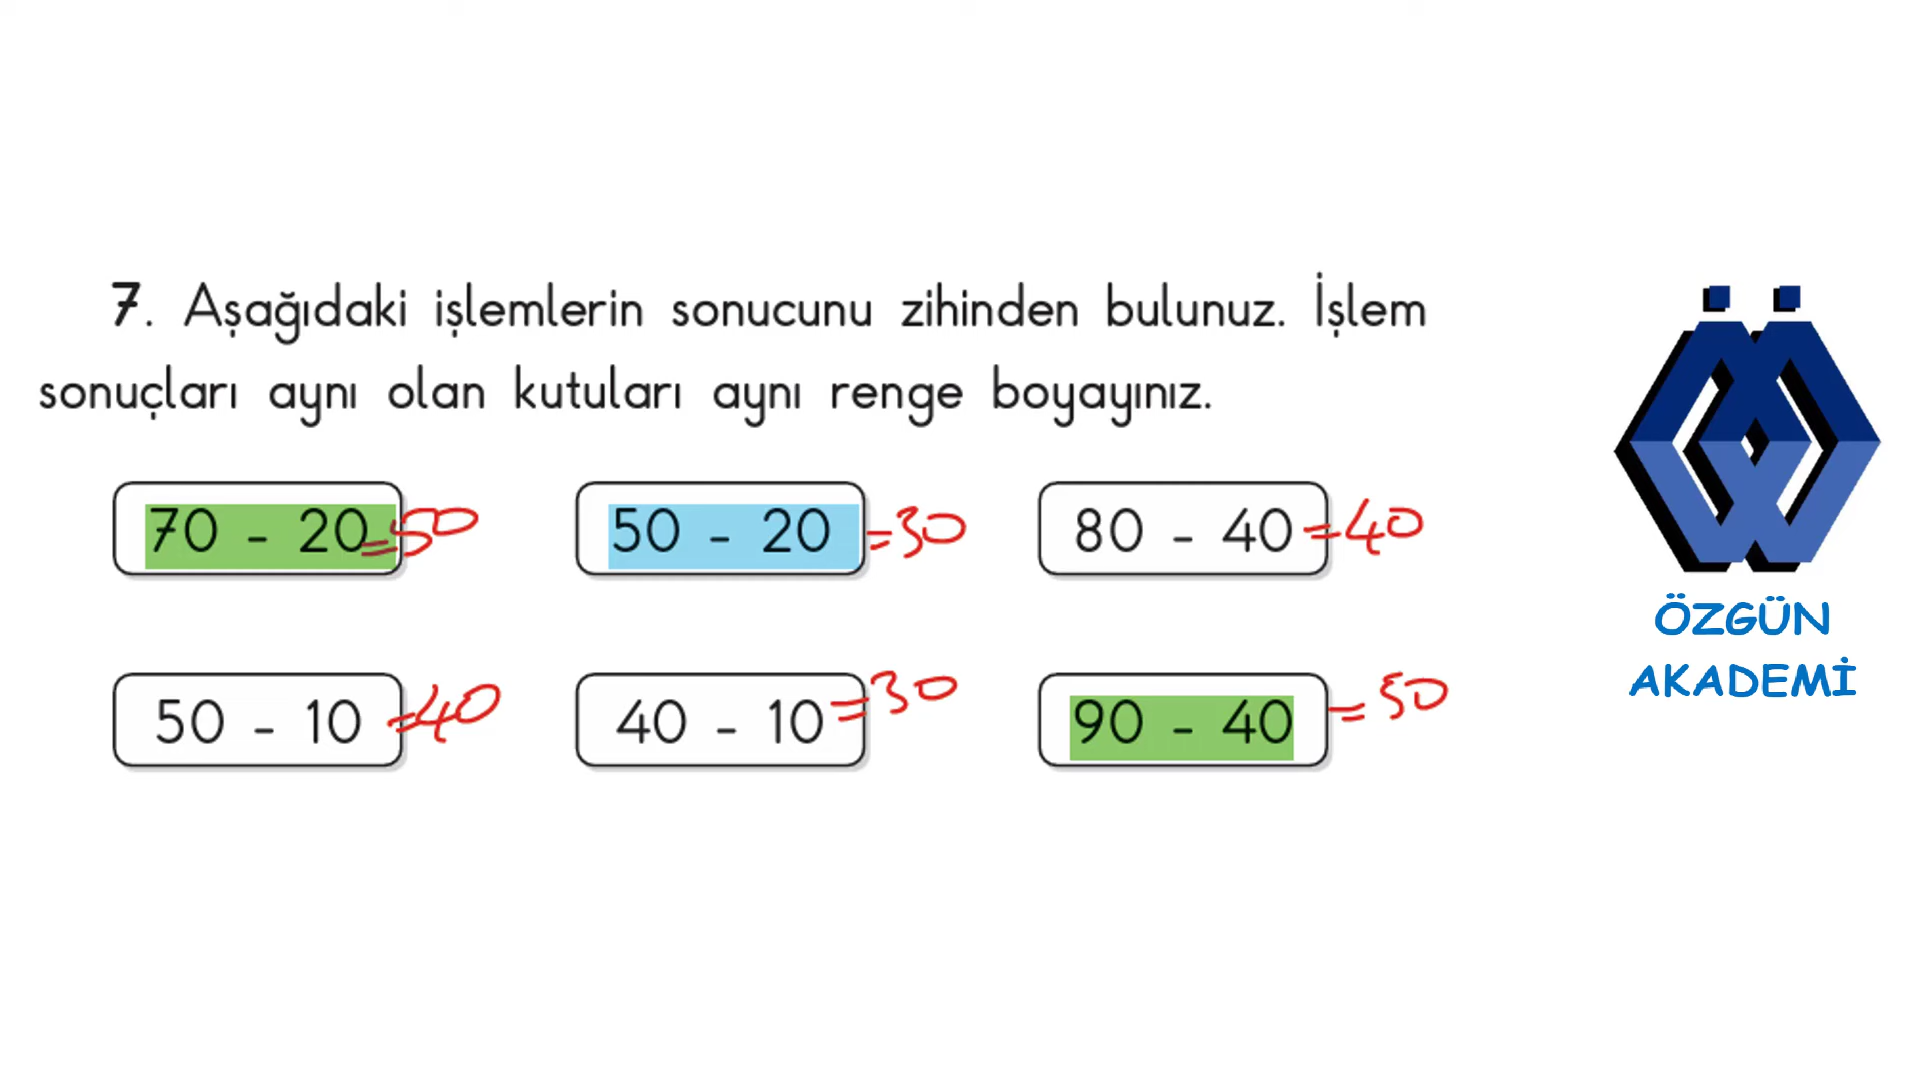 7. Aşağıdaki işlemlerin sonucunu zihinden bulunuz. İşlem
sonuçları aynı olan kutuları aynı renge boyayınız.
70 - 20 =50
50 - 20 =30
80 - 40 =40
50 - 10 =40
40 - 10 =30
90 - 40 =50
ÖZGÜN
AKADEMİ